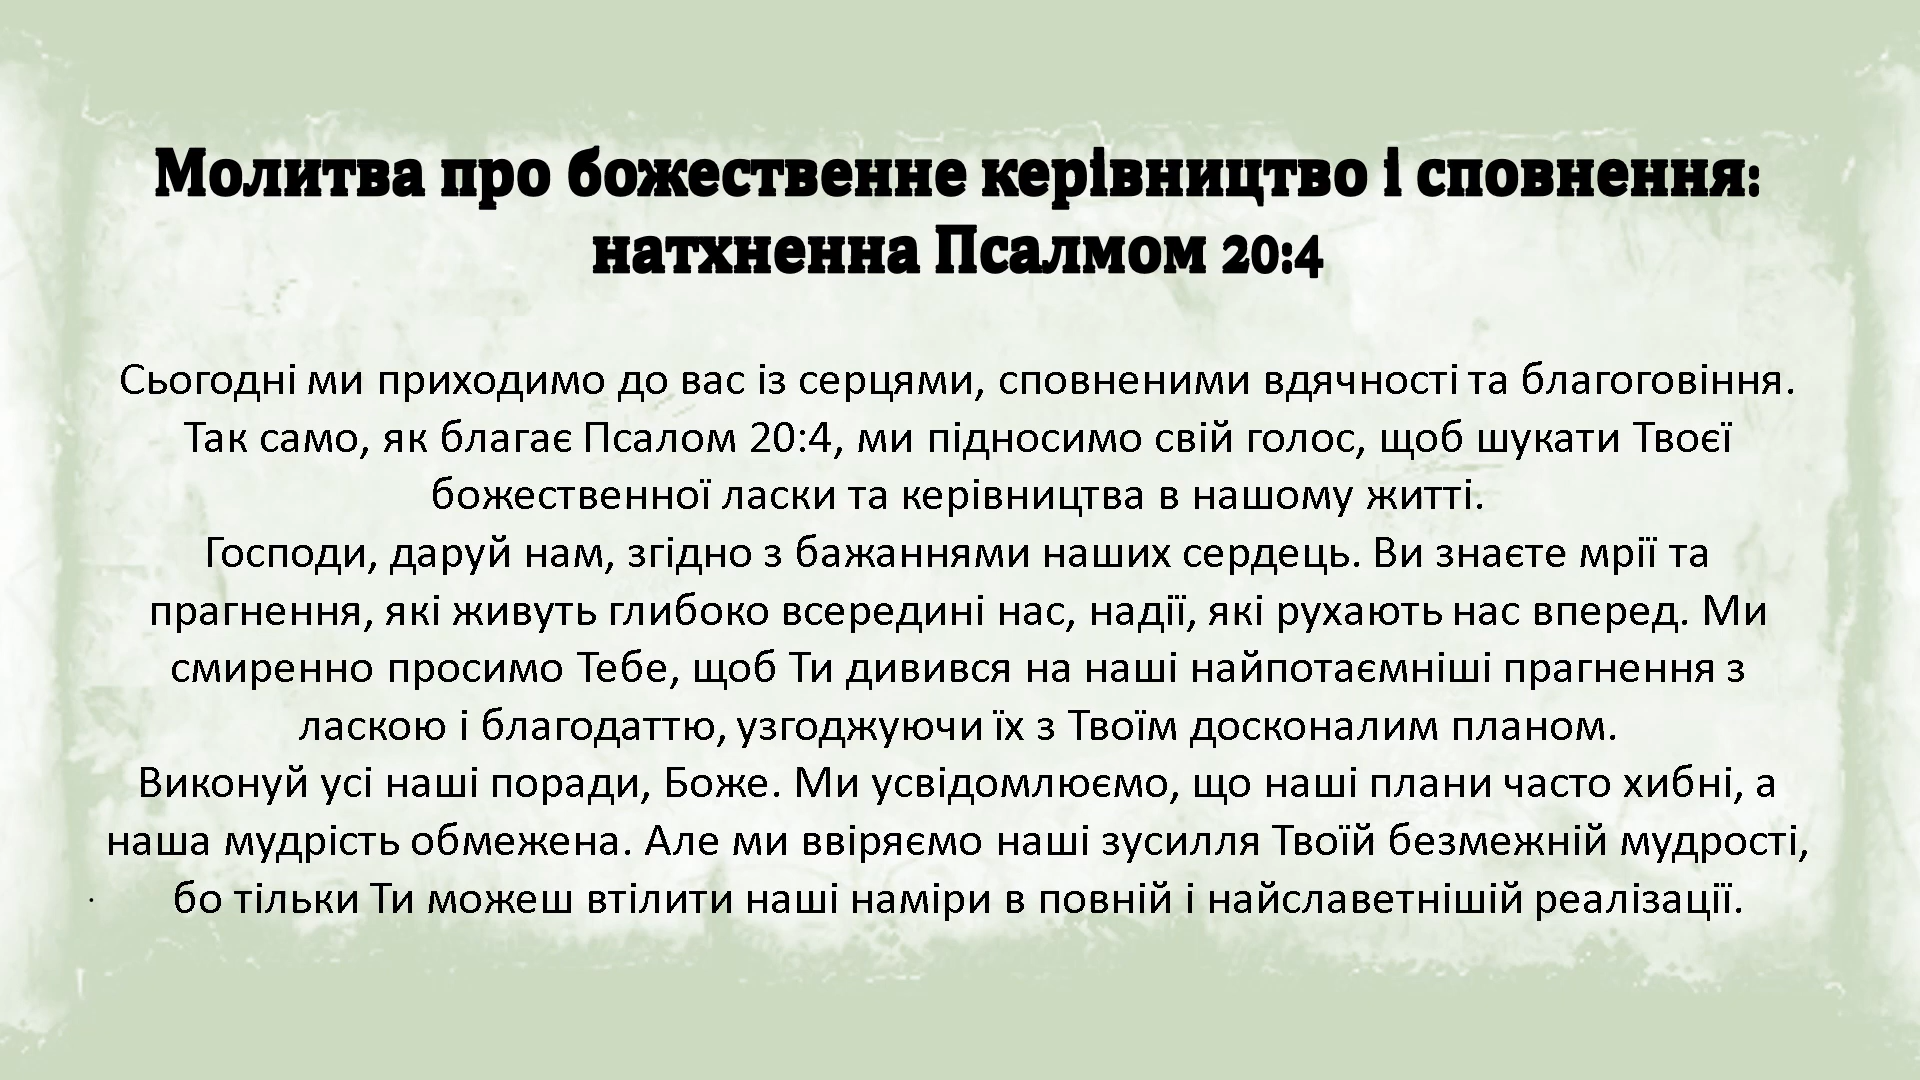 Молитва про божественне керівництво і сповнення:
натхненна Псалмом 20:4
Сьогодні ми приходимо до вас із серцями, сповненими вдячності та благоговіння.
Так само, як благає Псалом 20:4, ми підносимо свій голос, щоб шукати Твоєї
божественної ласки та керівництва в нашому житті.
Господи, даруй нам, згідно з бажаннями наших сердець. Ви знаєте мрії та
прагнення, які живуть глибоко всередині нас, надії, які рухають нас вперед. Ми
смиренно просимо Тебе, щоб Ти дивився на наші найпотаємніші прагнення з
ласкою і благодаттю, узгоджуючи їх з Твоїм досконалим планом.
Виконуй усі наші поради, Боже. Ми усвідомлюємо, що наші плани часто хибні, а
наша мудрість обмежена. Але ми ввіряємо наші зусилля Твоїй безмежній мудрості,
. бо тільки Ти можеш втілити наші наміри в повній і найславетнішій реалізації.